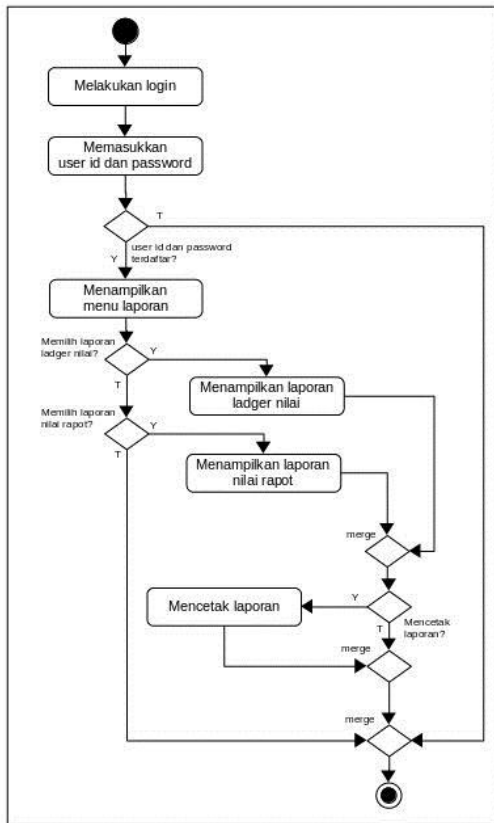 Melakukan login
Memasukkan
user id dan password
T
user id dan password
terdaftar?
Y
Menampilkan
menu laporan
Memilih laporan
ladger nilai?
Y
T
Menampilkan laporan
ladger nilai
Memilih laporan
nilai rapot?
Y
T
Menampilkan laporan
nilai rapot
merge
Y
Mencetak laporan
T
Mencetak
laporan?
merge
merge